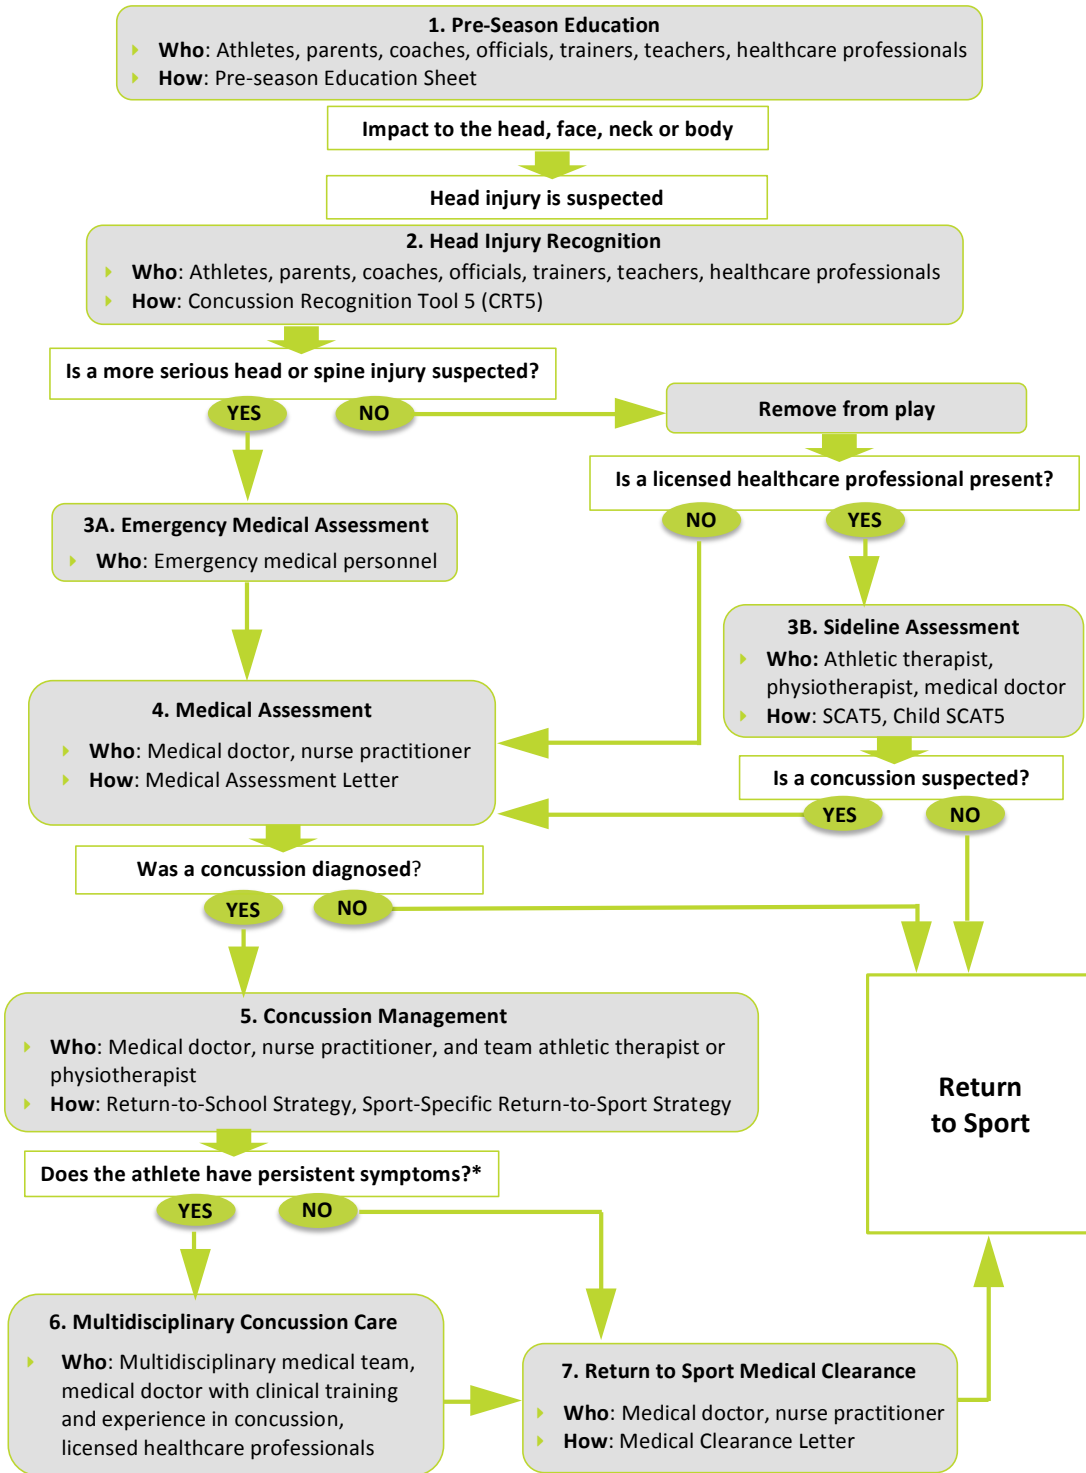 1. Pre-Season Education
Who: Athletes, parents, coaches, officials, trainers, teachers, healthcare professionals
How: Pre-season Education Sheet
Impact to the head, face, neck or body
Head injury is suspected
2. Head Injury Recognition
Who: Athletes, parents, coaches, officials, trainers, teachers, healthcare professionals
How: Concussion Recognition Tool 5 (CRT5)
Is a more serious head or spine injury suspected?
YES
NO
Remove from play
Is a licensed healthcare professional present?
NO
YES
3A. Emergency Medical Assessment
Who: Emergency medical personnel
3B. Sideline Assessment
Who: Athletic therapist,
physiotherapist, medical doctor
How: SCAT5, Child SCAT5
4. Medical Assessment
Who: Medical doctor, nurse practitioner
How: Medical Assessment Letter
Is a concussion suspected?
YES
NO
Was a concussion diagnosed?
YES
NO
5. Concussion Management
Who: Medical doctor, nurse practitioner, and team athletic therapist or
physiotherapist
How: Return-to-School Strategy, Sport-Specific Return-to-Sport Strategy
Return
to Sport
Does the athlete have persistent symptoms?*
YES
NO
6. Multidisciplinary Concussion Care
Who: Multidisciplinary medical team,
medical doctor with clinical training
and experience in concussion,
licensed healthcare professionals
7. Return to Sport Medical Clearance
Who: Medical doctor, nurse practitioner
How: Medical Clearance Letter